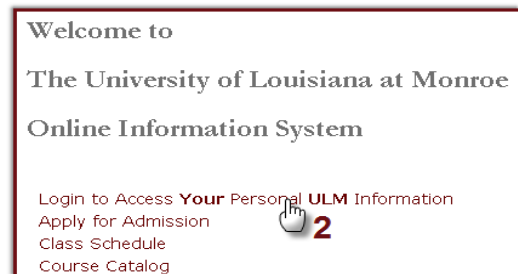 Welcome to
The University of Louisiana at Monroe
Online Information System
Login to Access Your Personal ULM Information
2
Apply for Admission
Class Schedule
Course Catalog